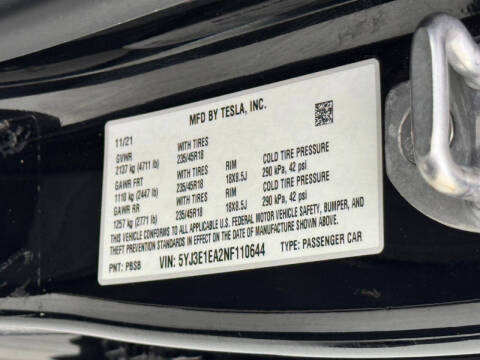 MFD BY TESLA, INC.
11/21
GVWR WITH TIRES
2137 kg (4711 lb) 235/45R18 RIM COLD TIRE PRESSURE
GAWR FRT WITH TIRES 18X8.5J 290 kPa, 42 psi
1110 kg (2447 lb) 235/45R18 RIM COLD TIRE PRESSURE
GAWR RR WITH TIRES 18X8.5J 290 kPa, 42 psi
1257 kg (2771 lb) 235/45R18
THIS VEHICLE CONFORMS TO ALL APPLICABLE U.S. FEDERAL MOTOR VEHICLE SAFETY, BUMPER, AND
THEFT PREVENTION STANDARDS IN EFFECT ON THE DATE OF MANUFACTURE SHOWN ABOVE.
PNT: PBSB VIN: 5YJ3E1EA2NF110644 TYPE: PASSENGER CAR